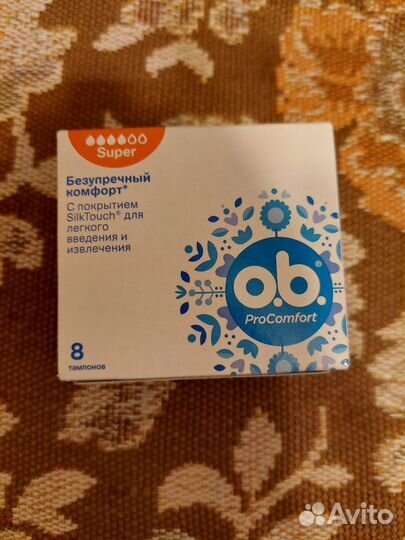 Super
Безупречный
комфорт*
С покрытием
SilkTouch® для
легкого
введения и
извлечения
o.b.®
ProComfort
8
тампонов
Avito